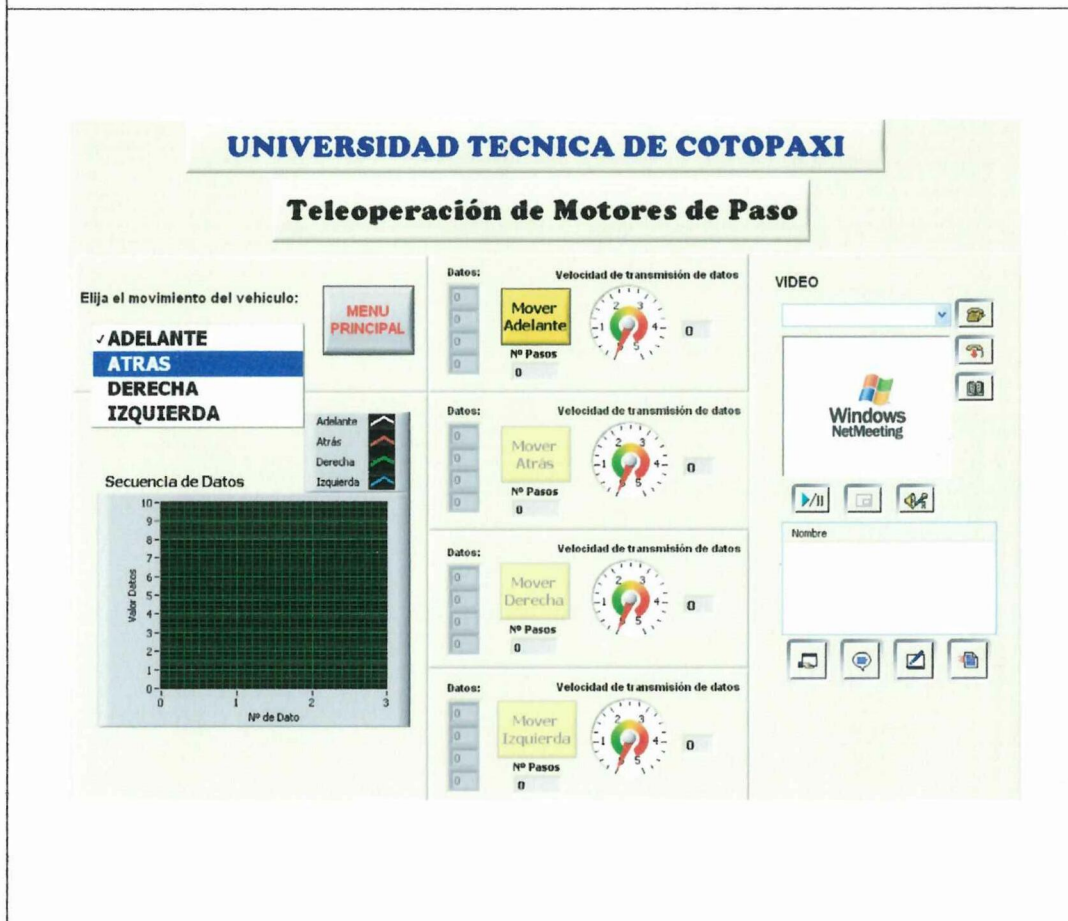 UNIVERSIDAD TECNICA DE COTOPAXI
Teleoperación de Motores de Paso
Elija el movimiento del vehículo:
MENU
PRINCIPAL
✓ADELANTE
ATRAS
DERECHA
IZQUIERDA
Adelante
Atrás
Derecha
Izquierda
Secuencia de Datos
10
9
8
7
6
5
4
3
2
1
0
Valor Datos
0 1 2 3
Nº de Dato
Datos: Velocidad de transmisión de datos
0
0
0
0
Mover
Adelante
Nº Pasos
0
1 2 3 4 5
0
Datos: Velocidad de transmisión de datos
0
0
0
0
Mover
Atrás
Nº Pasos
0
1 2 3 4 5
0
Datos: Velocidad de transmisión de datos
0
0
0
0
Mover
Derecha
Nº Pasos
0
1 2 3 4 5
0
Datos: Velocidad de transmisión de datos
0
0
0
0
Mover
Izquierda
Nº Pasos
0
1 2 3 4 5
0
VIDEO
Windows
NetMeeting
Nombre